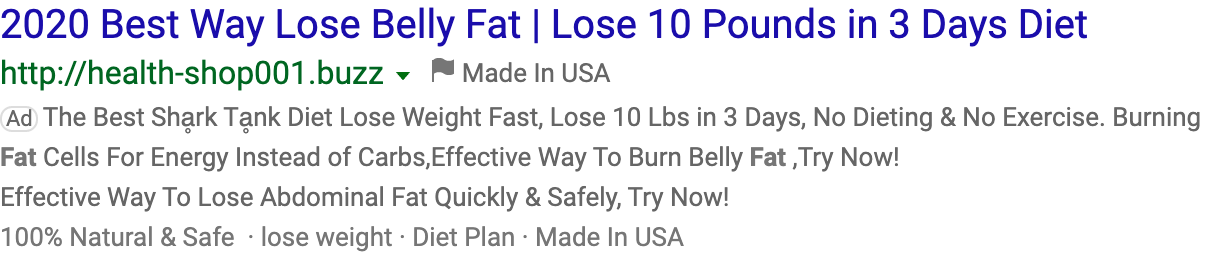 2020 Best Way Lose Belly Fat | Lose 10 Pounds in 3 Days Diet
http://health-shop001.buzz Made In USA
Ad The Best Shḁrk Tḁnk Diet Lose Weight Fast, Lose 10 Lbs in 3 Days, No Dieting & No Exercise. Burning
Fat Cells For Energy Instead of Carbs,Effective Way To Burn Belly Fat ,Try Now!
Effective Way To Lose Abdominal Fat Quickly & Safely, Try Now!
100% Natural & Safe · lose weight · Diet Plan · Made In USA